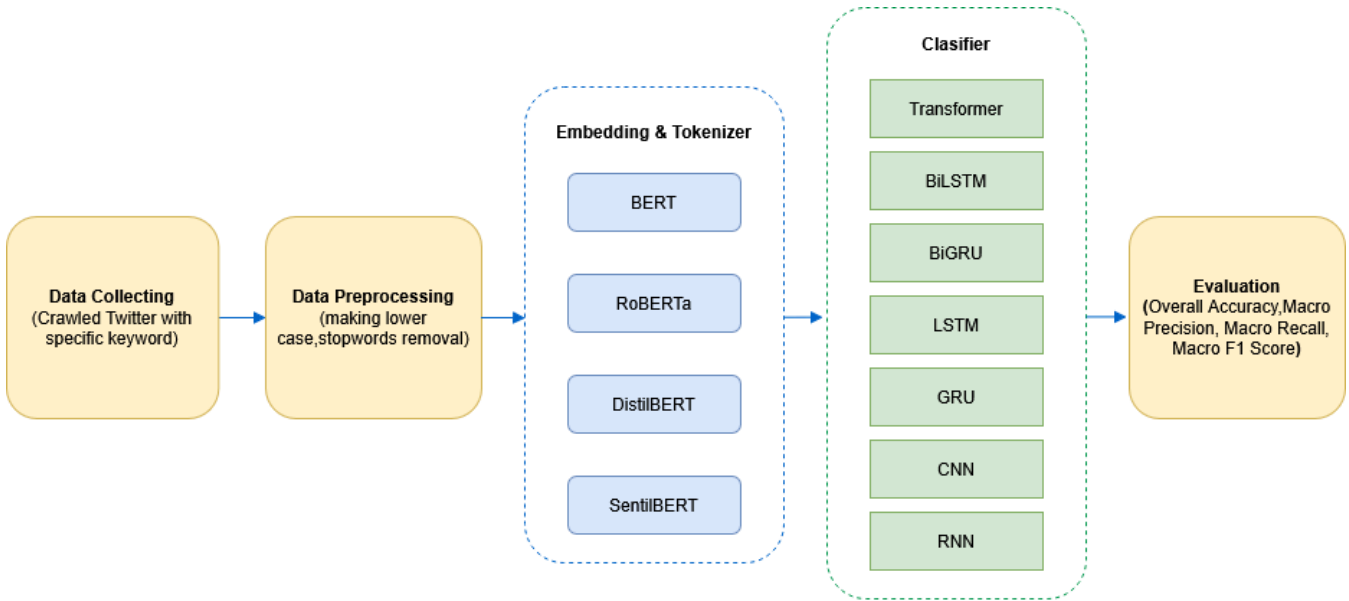 Data Collecting
(Crawled Twitter with
specific keyword)
Data Preprocessing
(making lower
case,stopwords removal)
Embedding & Tokenizer
BERT
RoBERTa
DistilBERT
SentilBERT
Clasifier
Transformer
BiLSTM
BiGRU
LSTM
GRU
CNN
RNN
Evaluation
(Overall Accuracy,Macro
Precision, Macro Recall,
Macro F1 Score)